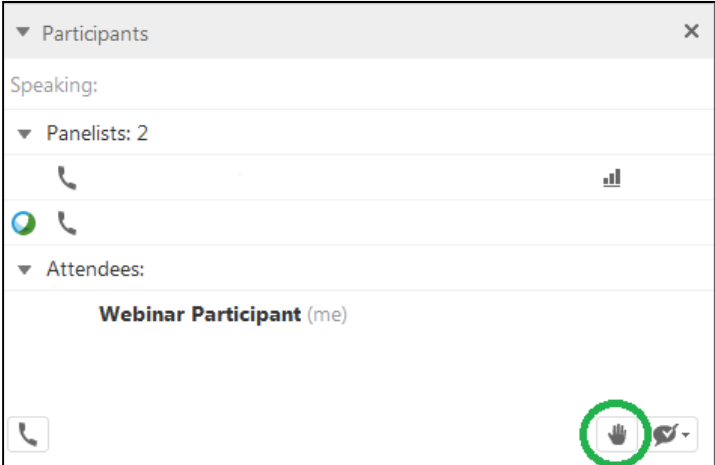 Participants
Speaking:
Panelists: 2
Attendees:
Webinar Participant (me)